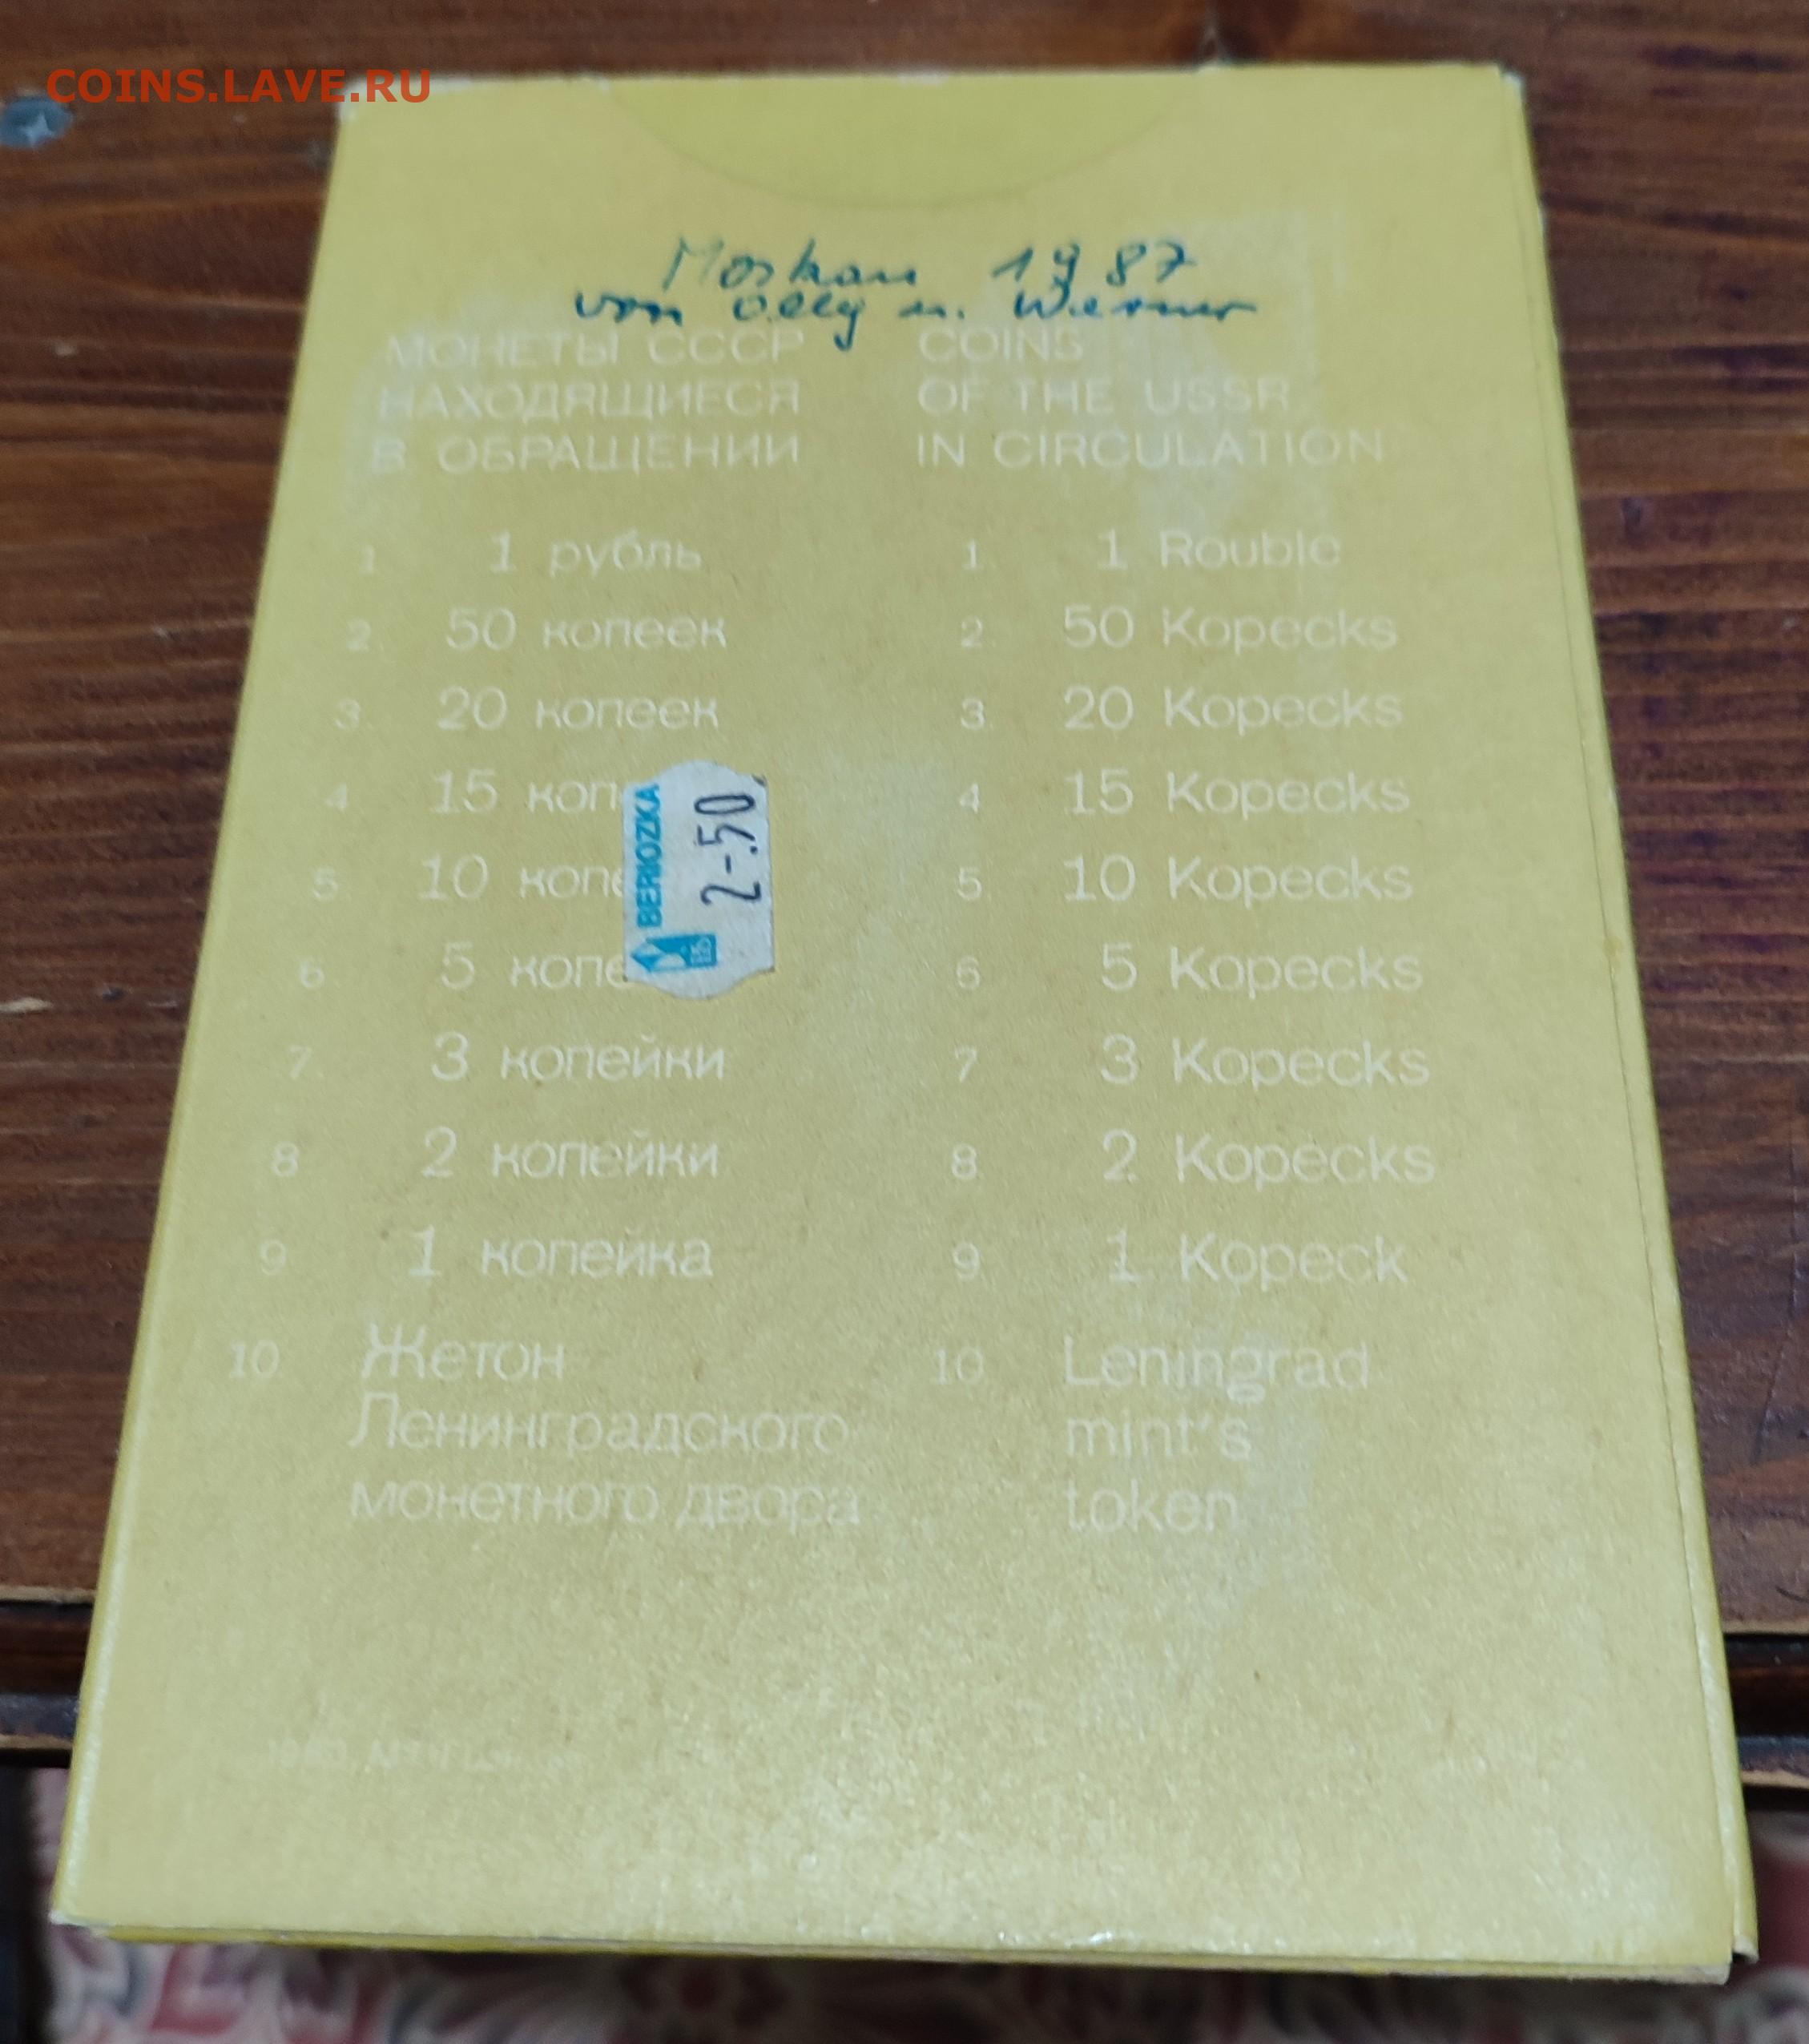 COINS.LAVE.RU
Moskau 1987
von Olly u. Werner
МОНЕТЫ СССР
НАХОДЯЩИЕСЯ
В ОБРАЩЕНИИ
1. 1 рубль
2. 50 копеек
3. 20 копеек
4 15 коп
5. 10 копе
6. 5 копе
7. 3 копейки
8 2 копейки
9 1 копейка
10. Жетон
Ленинградского
монетного двора
BERIOZKA
2-.50
COINS
OF THE USSR
IN CIRCULATION
1. 1 Rouble
2. 50 Kopecks
3. 20 Kopecks
4 15 Kopecks
5 10 Kopecks
6 5 Kopecks
7 3 Kopecks
8. 2 Kopecks
9. 1 Kopeck
10. Leningrad
mint's
token